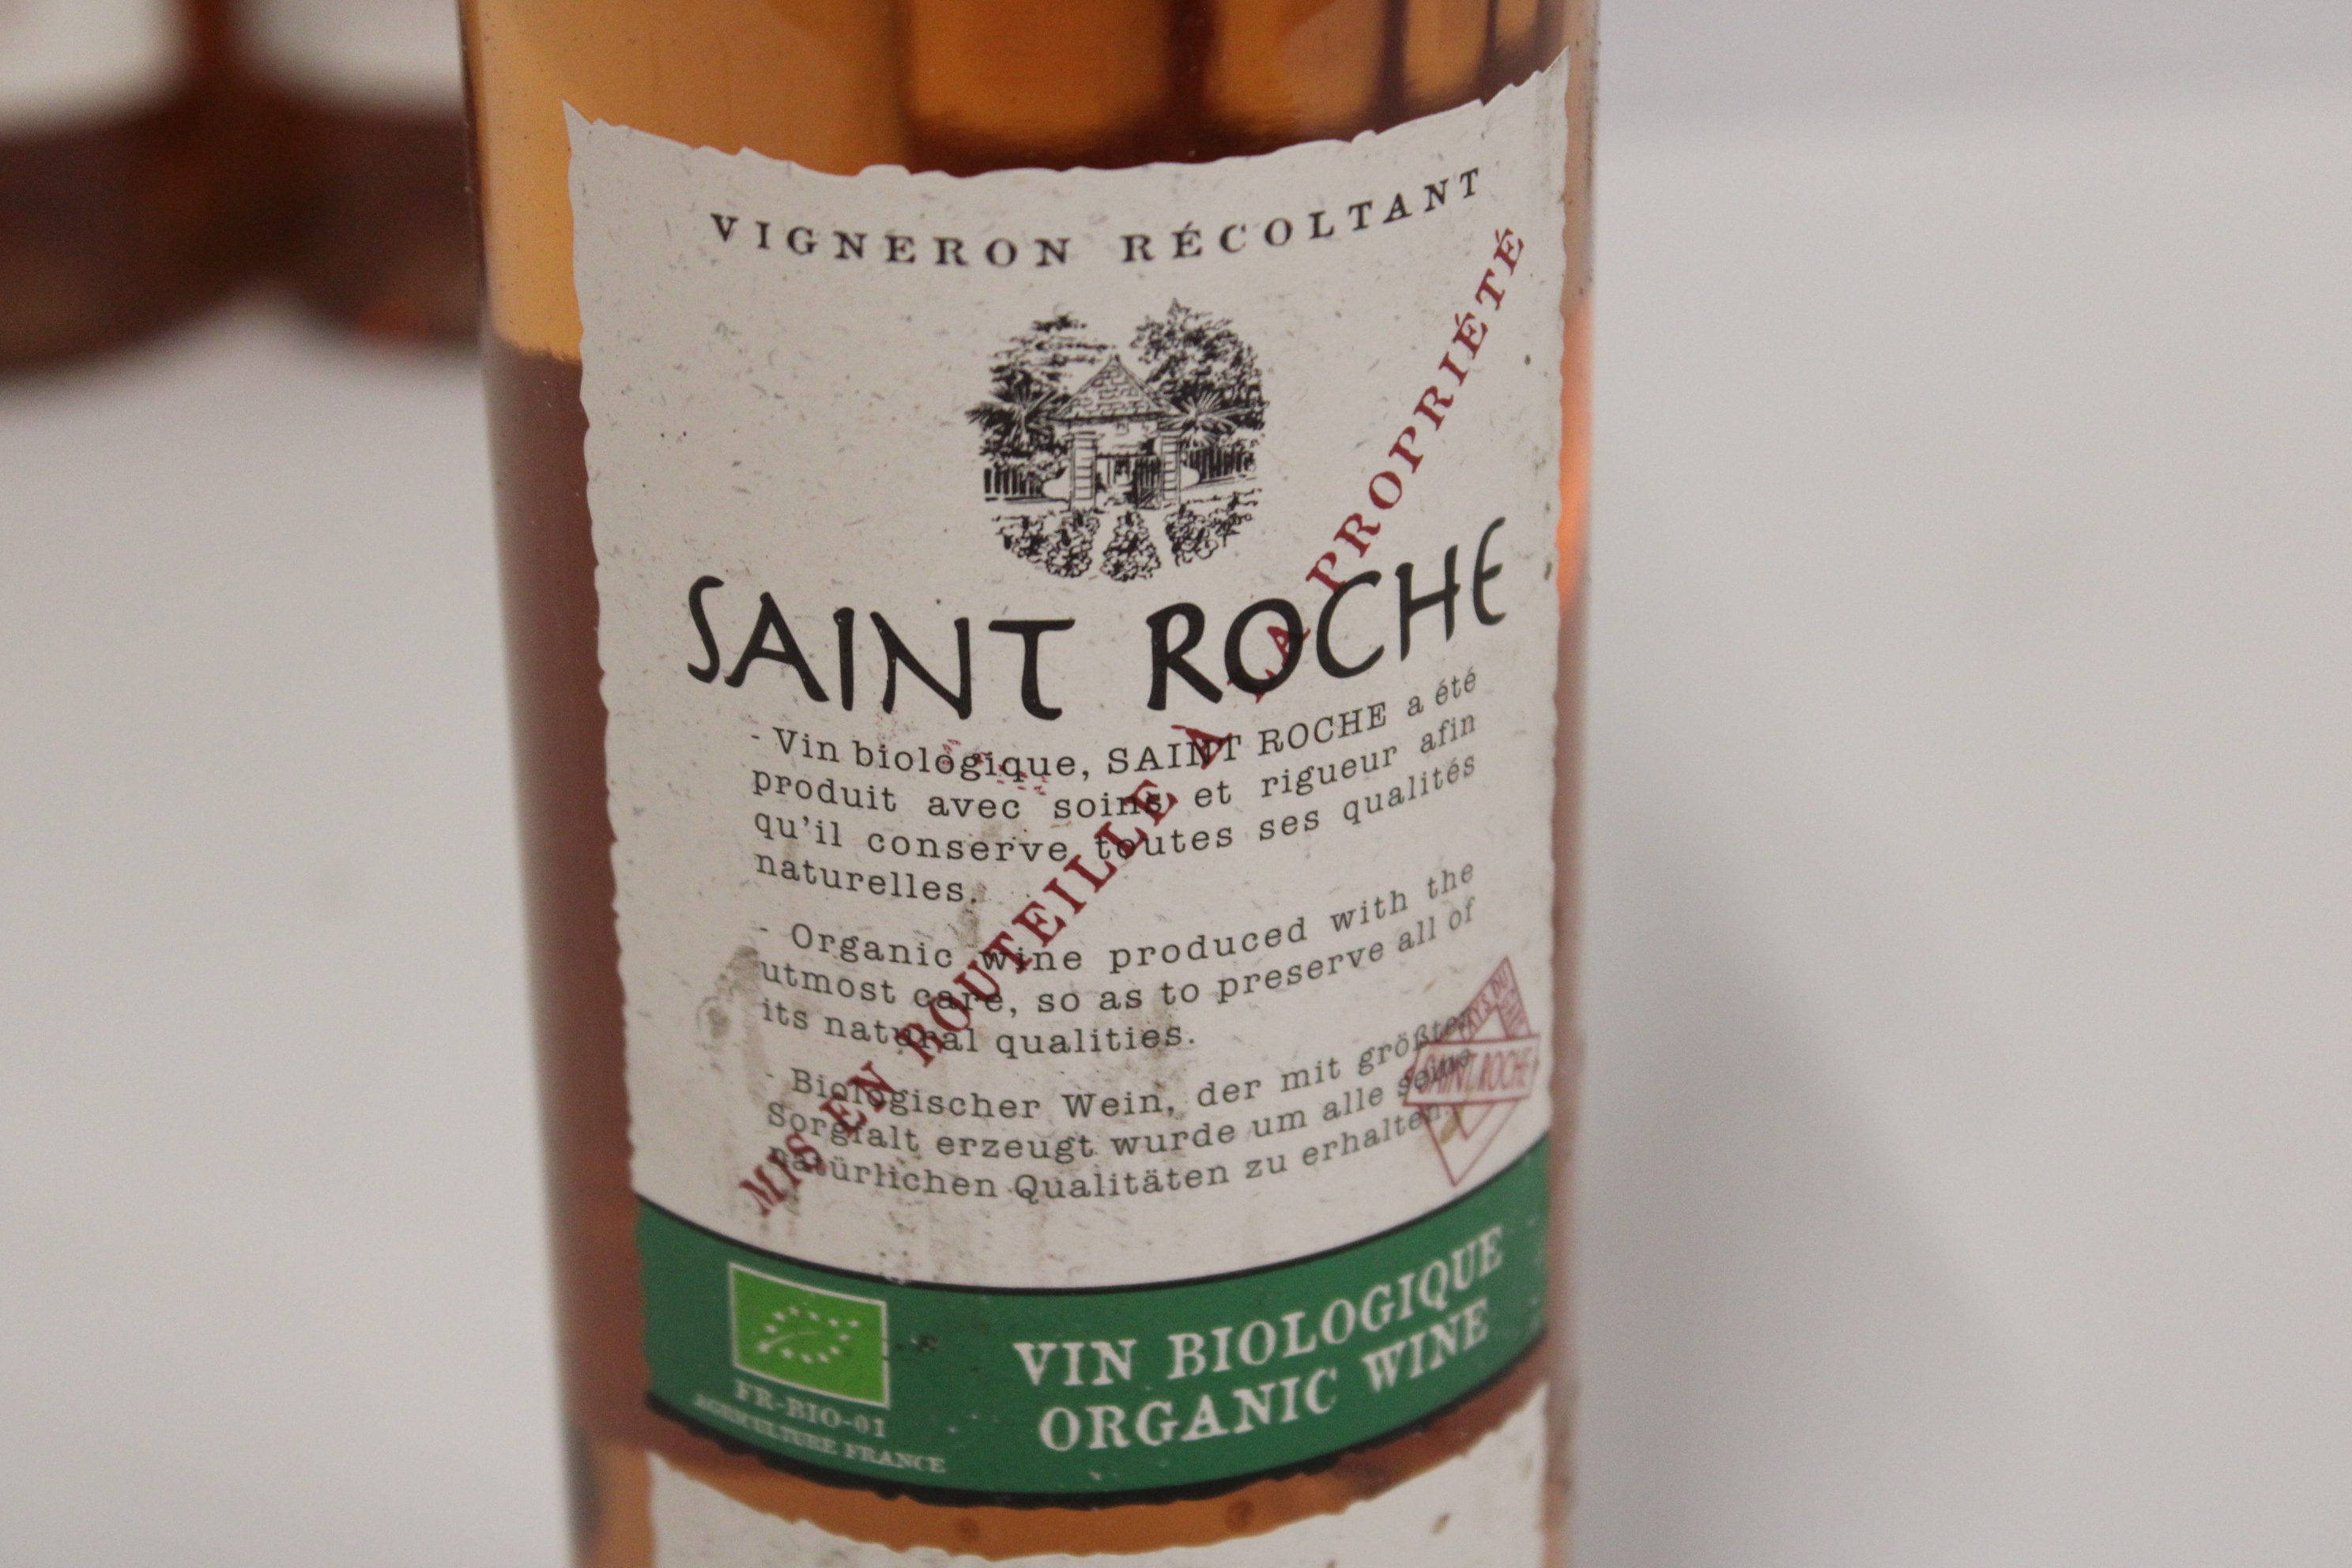 VIGNERON RÉCOLTANT
MIS EN BOUTEILLE À LA PROPRIÉTÉ
SAINT ROCHE
- Vin biologique, SAINT ROCHE a été
produit avec soins et rigueur afin
qu'il conserve toutes ses qualités
naturelles.
- Organic wine produced with the
utmost care, so as to preserve all of
its natural qualities.
- Biologischer Wein, der mit größter
Sorgfalt erzeugt wurde um alle seine
natürlichen Qualitäten zu erhalten.
PAYS DU
SAINT ROCHE
FR-BIO-01
AGRICULTURE FRANCE
VIN BIOLOGIQUE
ORGANIC WINE